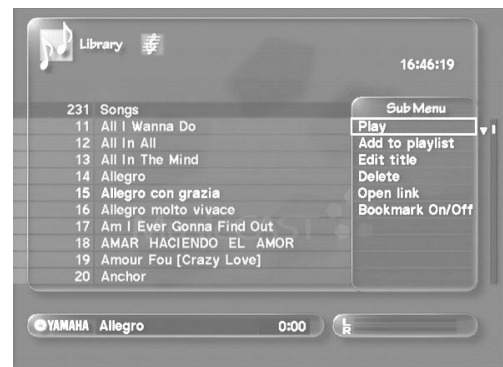 Library
16:46:19
231 Songs
11 All I Wanna Do
12 All In All
13 All In The Mind
14 Allegro
15 Allegro con grazia
16 Allegro molto vivace
17 Am I Ever Gonna Find Out
18 AMAR HACIENDO EL AMOR
19 Amour Fou [Crazy Love]
20 Anchor
Sub Menu
Play
Add to playlist
Edit title
Delete
Open link
Bookmark On/Off
YAMAHA Allegro 0:00
L
R